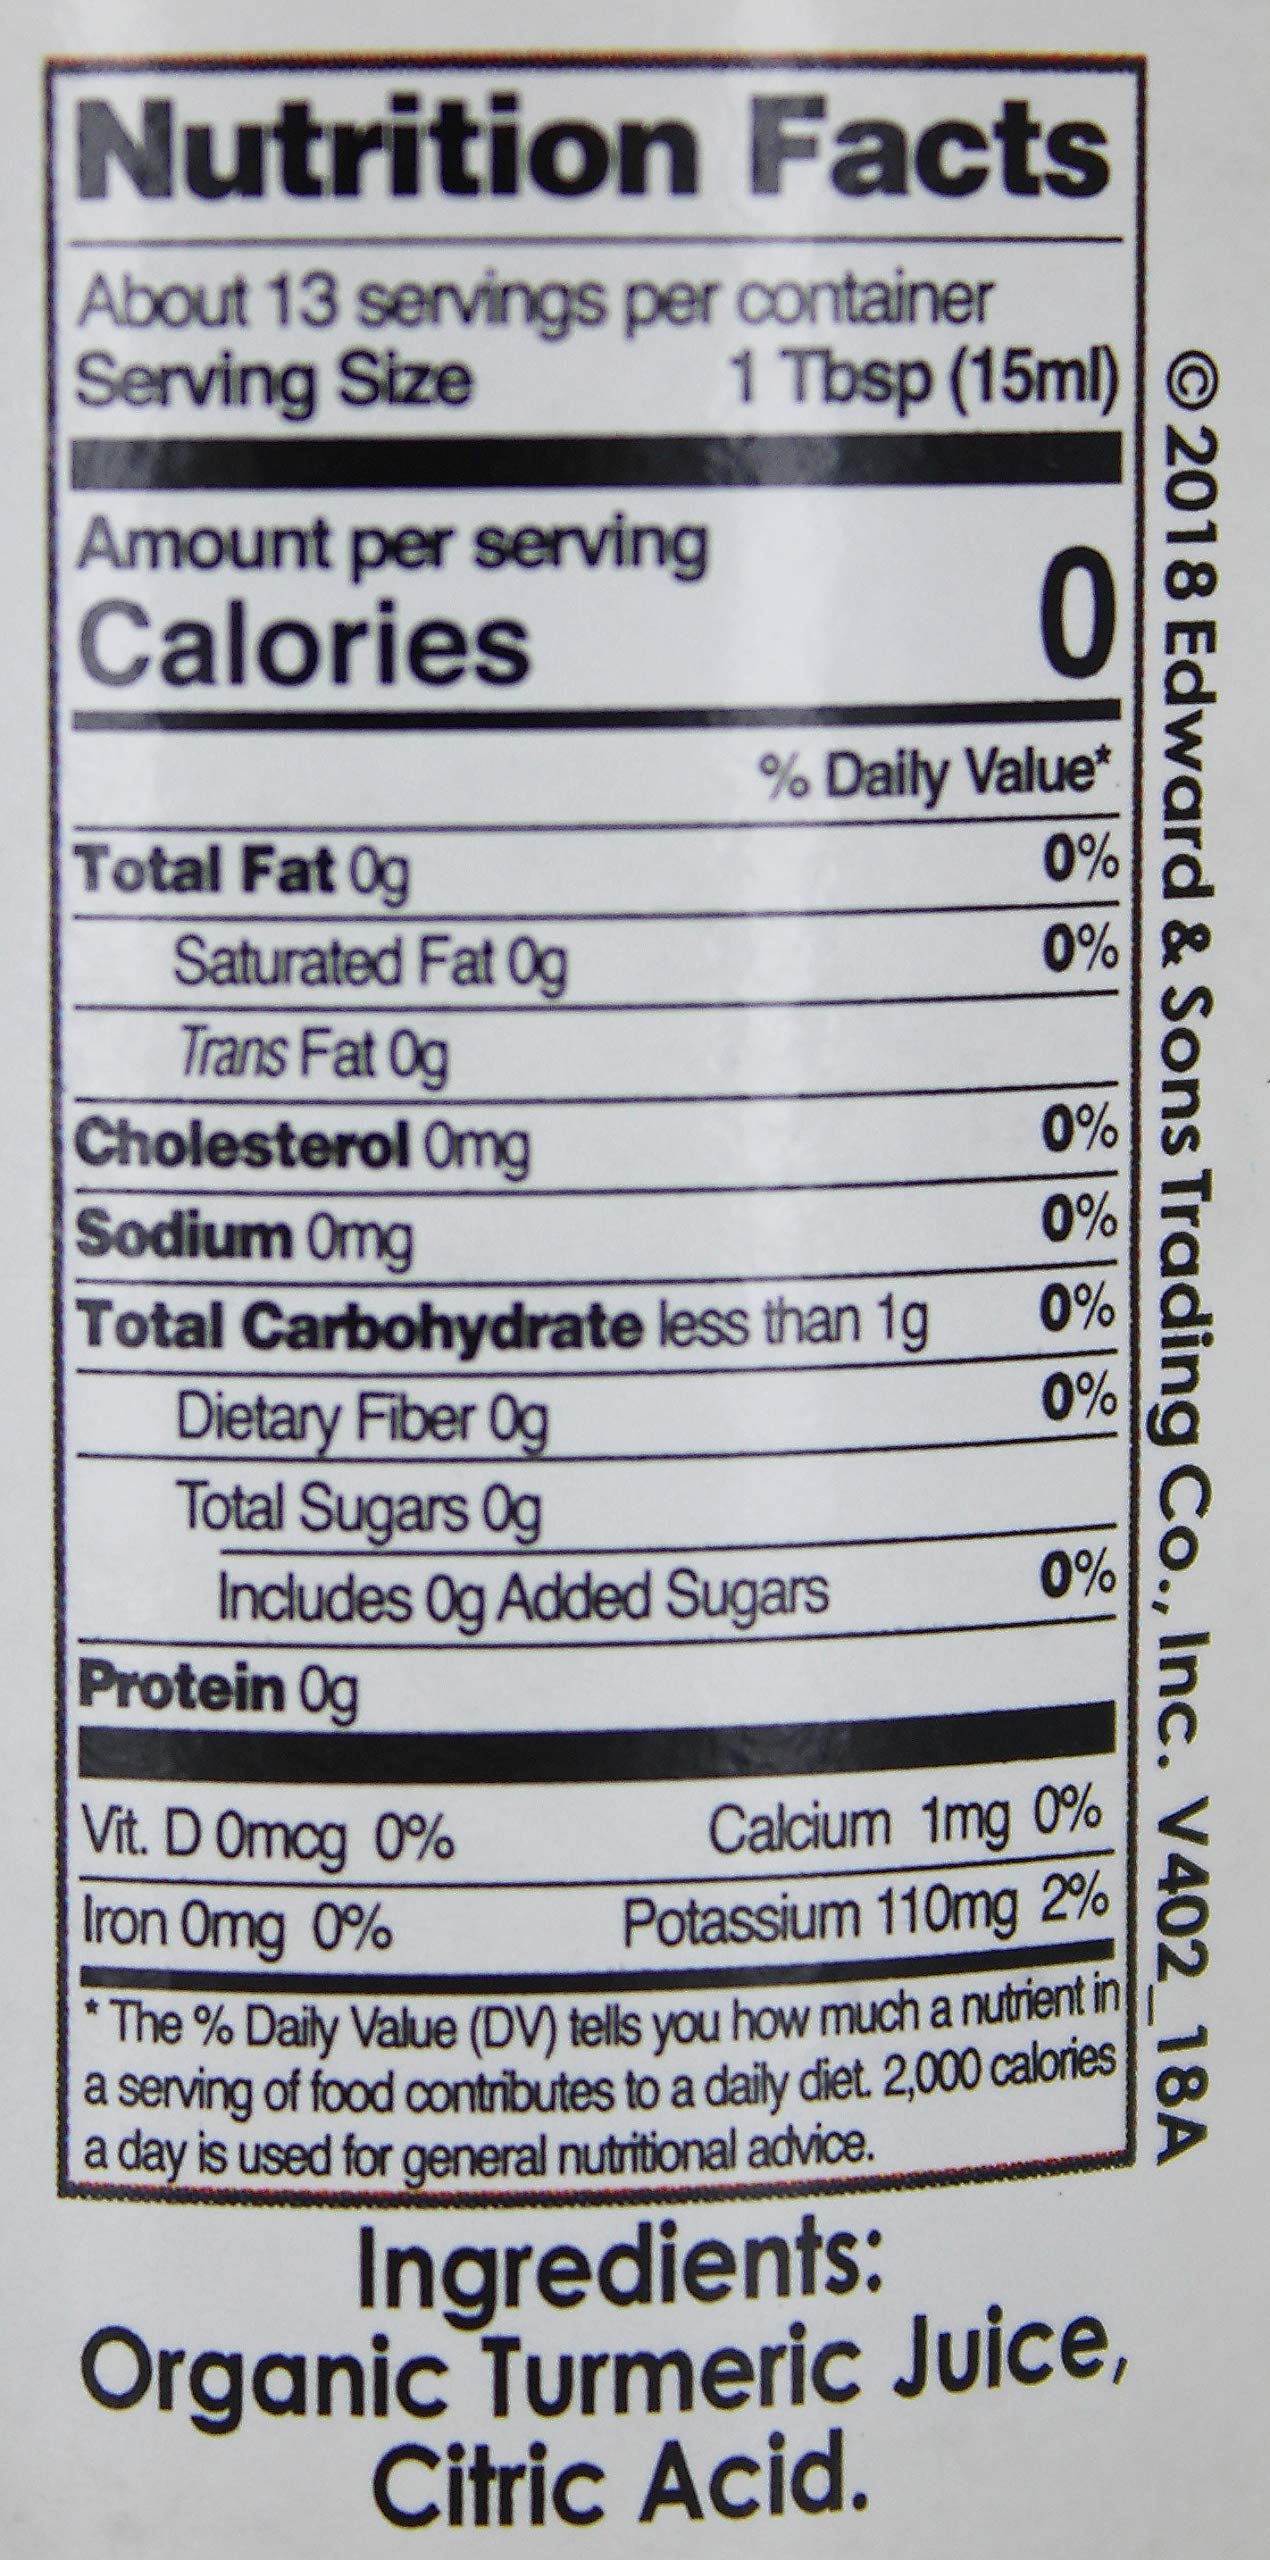 Nutrition Facts
About 13 servings per container
Serving Size 1 Tbsp (15ml)
Amount per serving
Calories 0
% Daily Value*
Total Fat 0g 0%
Saturated Fat 0g 0%
Trans Fat 0g
Cholesterol 0mg 0%
Sodium 0mg 0%
Total Carbohydrate less than 1g 0%
Dietary Fiber 0g 0%
Total Sugars 0g
Includes 0g Added Sugars 0%
Protein 0g
Vit. D 0mcg 0% Calcium 1mg 0%
Iron 0mg 0% Potassium 110mg 2%
* The % Daily Value (DV) tells you how much a nutrient in
a serving of food contributes to a daily diet. 2,000 calories
a day is used for general nutritional advice.
Ingredients:
Organic Turmeric Juice,
Citric Acid.
©2018 Edward & Sons Trading Co., Inc. V402_18A